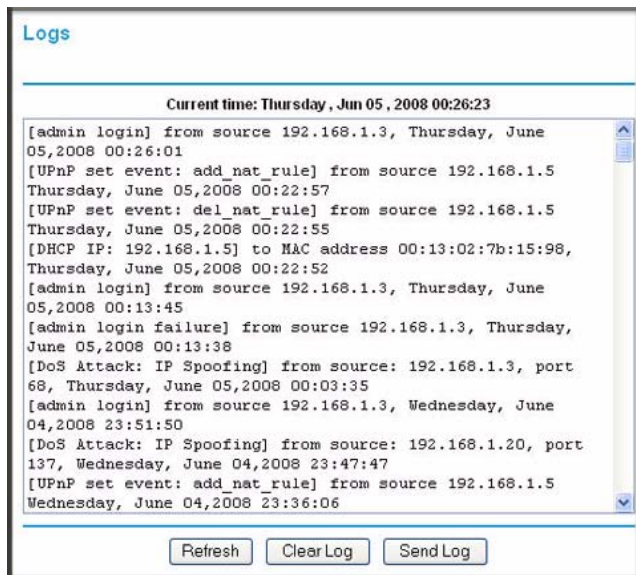 Logs
Current time: Thursday , Jun 05 , 2008 00:26:23
[admin login] from source 192.168.1.3, Thursday, June
05,2008 00:26:01
[UPnP set event: add_nat_rule] from source 192.168.1.5
Thursday, June 05,2008 00:22:57
[UPnP set event: del_nat_rule] from source 192.168.1.5
Thursday, June 05,2008 00:22:55
[DHCP IP: 192.168.1.5] to MAC address 00:13:02:7b:15:98,
Thursday, June 05,2008 00:22:52
[admin login] from source 192.168.1.3, Thursday, June
05,2008 00:13:45
[admin login failure] from source 192.168.1.3, Thursday,
June 05,2008 00:13:38
[DoS Attack: IP Spoofing] from source: 192.168.1.3, port
68, Thursday, June 05,2008 00:03:35
[admin login] from source 192.168.1.3, Wednesday, June
04,2008 23:51:50
[DoS Attack: IP Spoofing] from source: 192.168.1.20, port
137, Wednesday, June 04,2008 23:47:47
[UPnP set event: add_nat_rule] from source 192.168.1.5
Wednesday, June 04,2008 23:36:06
Refresh Clear Log Send Log